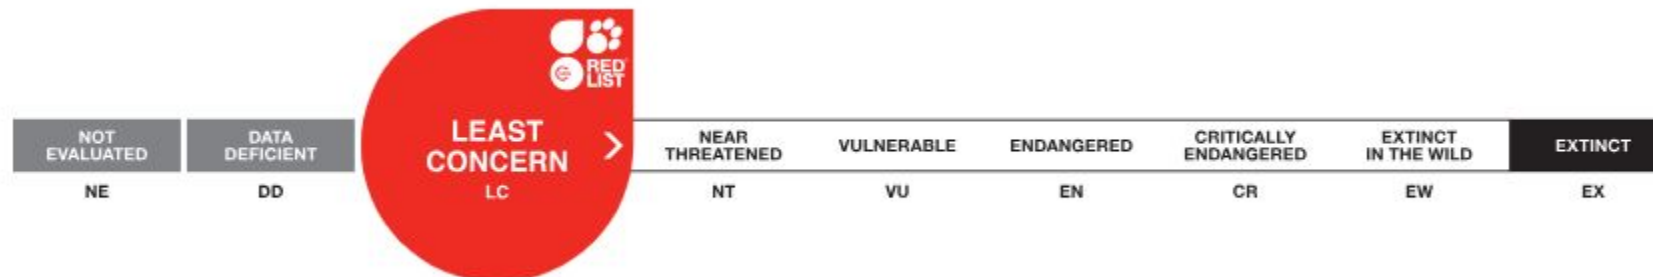 RED
LIST
NOT
EVALUATED
DATA
DEFICIENT
LEAST
CONCERN
NEAR
THREATENED
VULNERABLE
ENDANGERED
CRITICALLY
ENDANGERED
EXTINCT
IN THE WILD
EXTINCT
NE
DD
LC
NT
VU
EN
CR
EW
EX